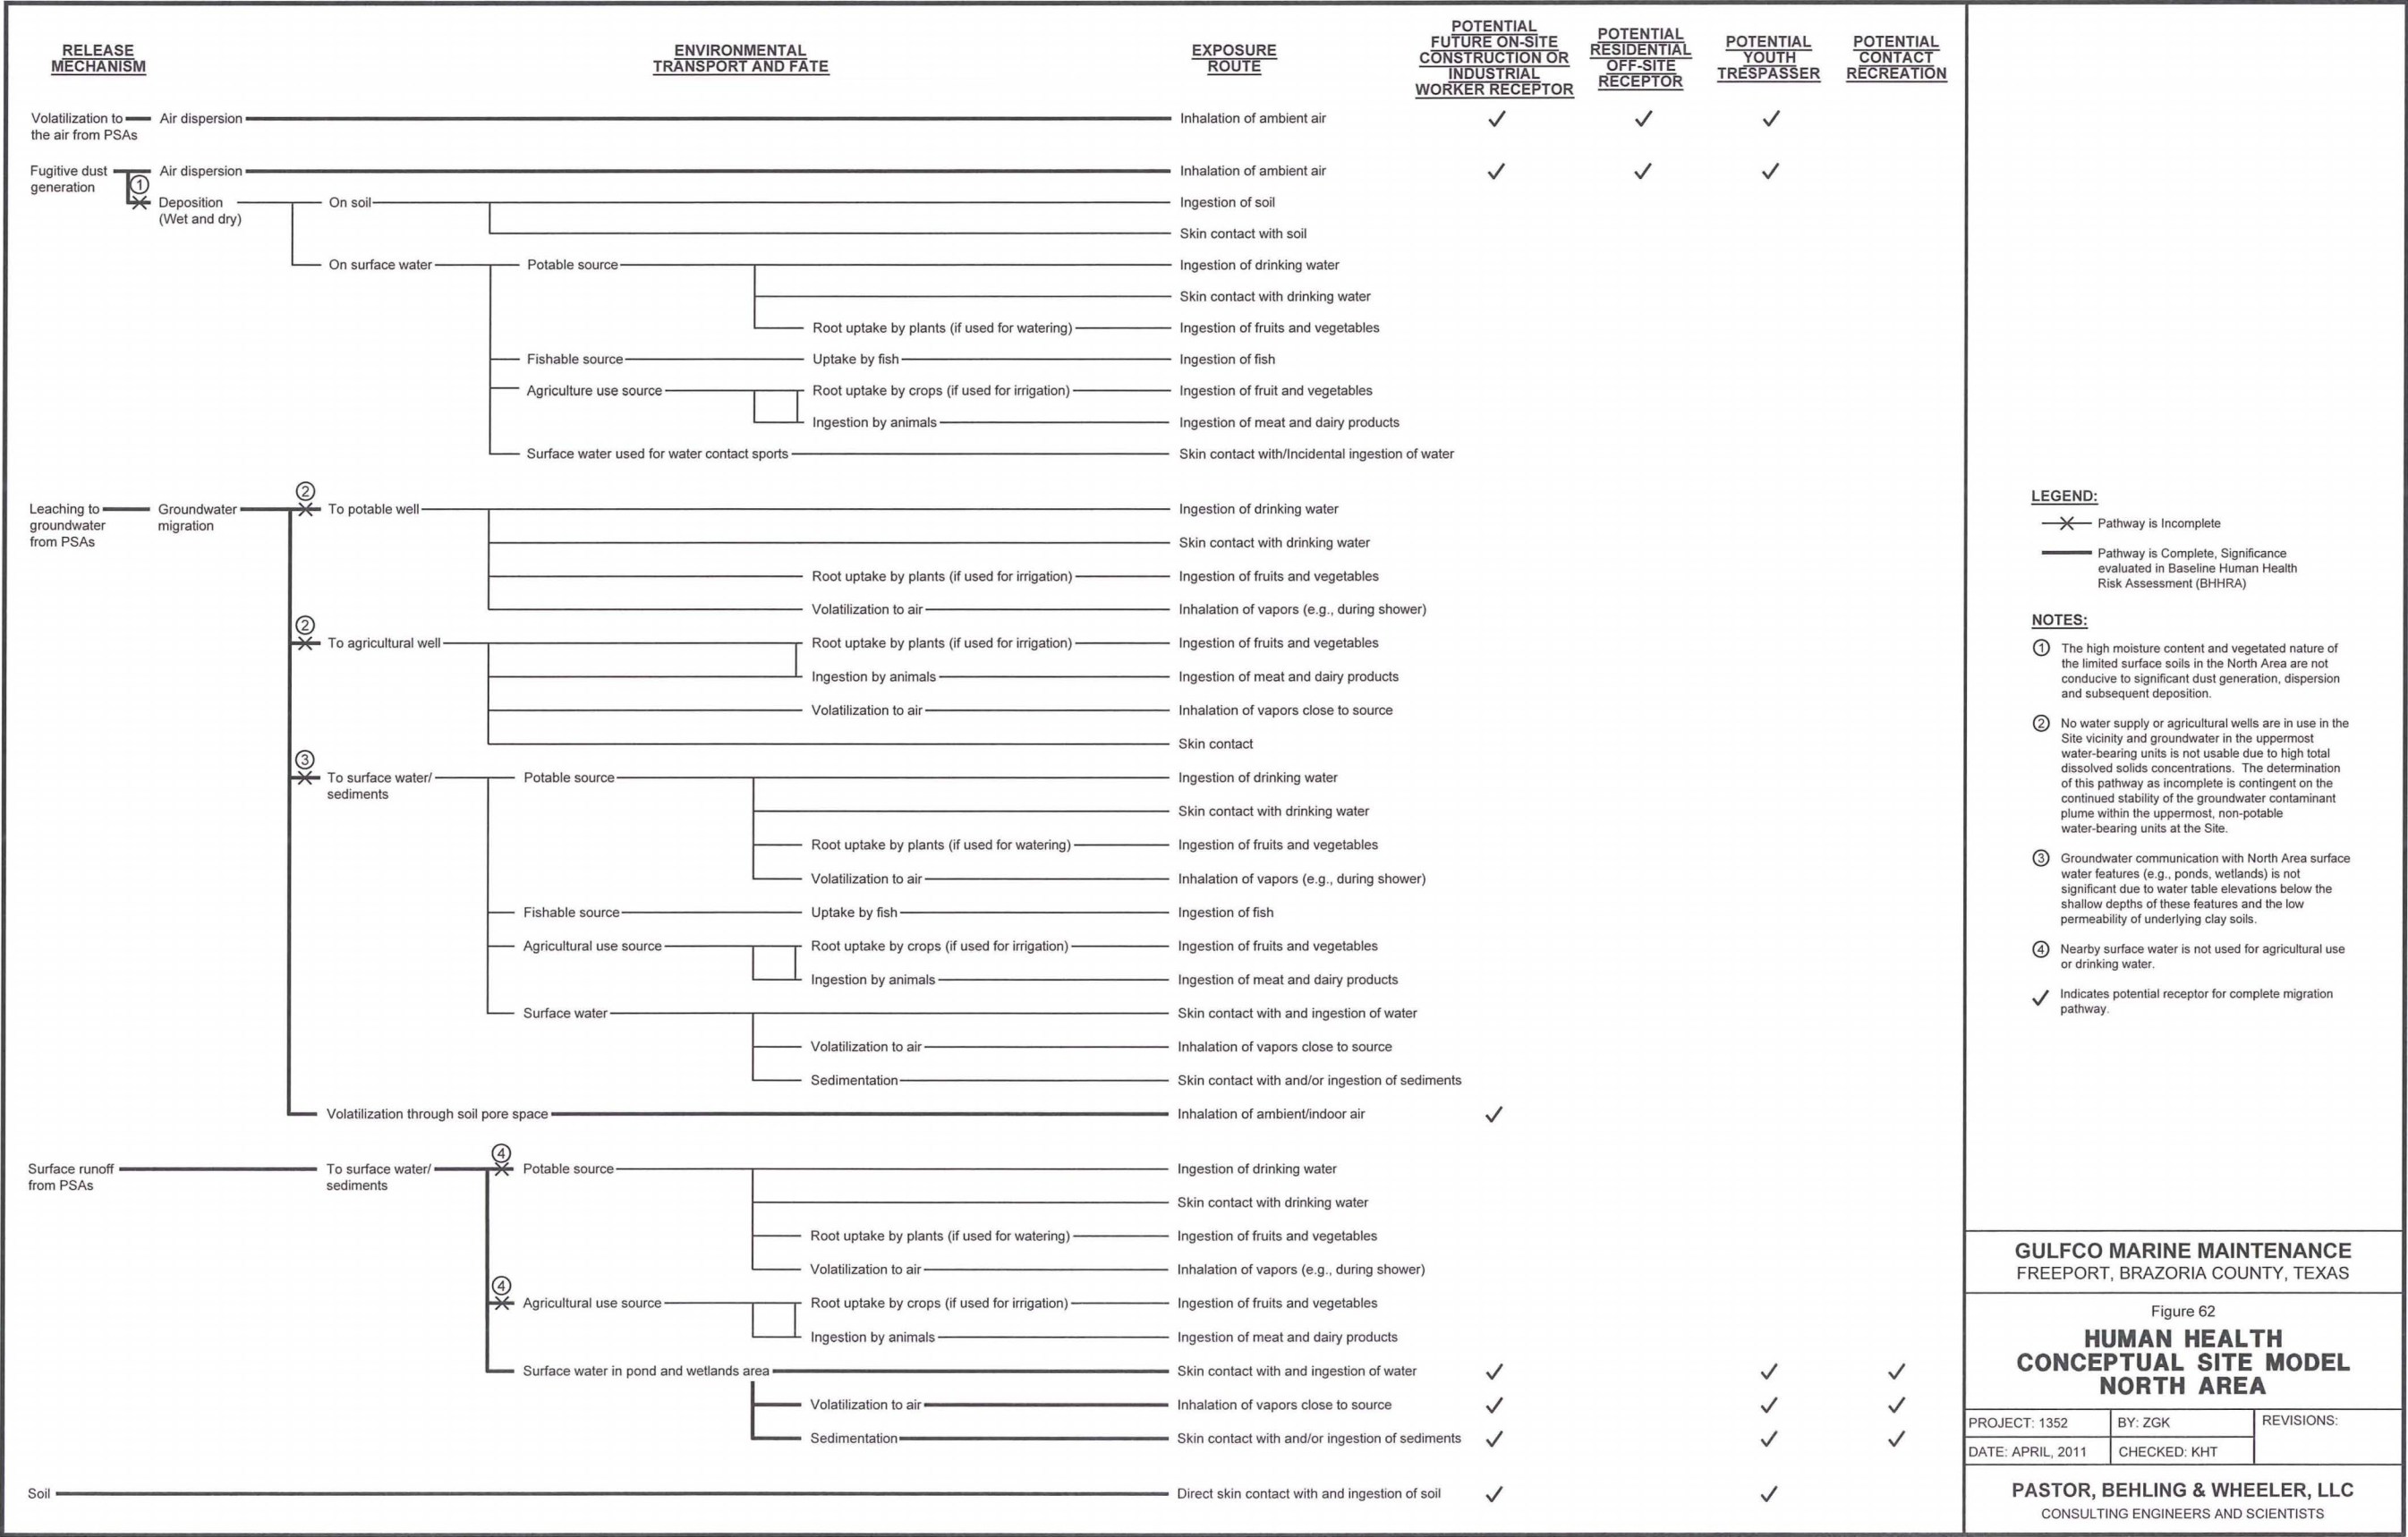 RELEASE
MECHANISM
ENVIRONMENTAL
TRANSPORT AND FATE
EXPOSURE
ROUTE
POTENTIAL
FUTURE ON-SITE
CONSTRUCTION OR
INDUSTRIAL
WORKER RECEPTOR
POTENTIAL
RESIDENTIAL
OFF-SITE
RECEPTOR
POTENTIAL
YOUTH
TRESPASSER
POTENTIAL
CONTACT
RECREATION
Volatilization to
the air from PSAs
Air dispersion
Inhalation of ambient air
✓ ✓ ✓
Fugitive dust
generation
Air dispersion
Inhalation of ambient air
✓ ✓ ✓
①
Deposition
(Wet and dry)
On soil
Ingestion of soil
Skin contact with soil
On surface water
Potable source
Ingestion of drinking water
Skin contact with drinking water
Root uptake by plants (if used for watering)
Ingestion of fruits and vegetables
Fishable source
Uptake by fish
Ingestion of fish
Agriculture use source
Root uptake by crops (if used for irrigation)
Ingestion of fruit and vegetables
Ingestion by animals
Ingestion of meat and dairy products
Surface water used for water contact sports
Skin contact with/Incidental ingestion of water
Leaching to
groundwater
from PSAs
Groundwater
migration
②
To potable well
Ingestion of drinking water
Skin contact with drinking water
Root uptake by plants (if used for irrigation)
Ingestion of fruits and vegetables
Volatilization to air
Inhalation of vapors (e.g., during shower)
②
To agricultural well
Root uptake by plants (if used for irrigation)
Ingestion of fruits and vegetables
Ingestion by animals
Ingestion of meat and dairy products
Volatilization to air
Inhalation of vapors close to source
Skin contact
③
To surface water/
sediments
Potable source
Ingestion of drinking water
Skin contact with drinking water
Root uptake by plants (if used for watering)
Ingestion of fruits and vegetables
Volatilization to air
Inhalation of vapors (e.g., during shower)
Fishable source
Uptake by fish
Ingestion of fish
Agricultural use source
Root uptake by crops (if used for irrigation)
Ingestion of fruits and vegetables
Ingestion by animals
Ingestion of meat and dairy products
Surface water
Skin contact with and ingestion of water
Volatilization to air
Inhalation of vapors close to source
Sedimentation
Skin contact with and/or ingestion of sediments
Volatilization through soil pore space
Inhalation of ambient/indoor air
✓
Surface runoff
from PSAs
To surface water/
sediments
④
Potable source
Ingestion of drinking water
Skin contact with drinking water
Root uptake by plants (if used for watering)
Ingestion of fruits and vegetables
Volatilization to air
Inhalation of vapors (e.g., during shower)
④
Agricultural use source
Root uptake by crops (if used for irrigation)
Ingestion of fruits and vegetables
Ingestion by animals
Ingestion of meat and dairy products
Surface water in pond and wetlands area
Skin contact with and ingestion of water
✓ ✓ ✓
Volatilization to air
Inhalation of vapors close to source
✓ ✓ ✓
Sedimentation
Skin contact with and/or ingestion of sediments
✓ ✓ ✓
Soil
Direct skin contact with and ingestion of soil
✓ ✓
LEGEND:
Pathway is Incomplete
Pathway is Complete, Significance
evaluated in Baseline Human Health
Risk Assessment (BHHRA)
NOTES:
① The high moisture content and vegetated nature of
the limited surface soils in the North Area are not
conducive to significant dust generation, dispersion
and subsequent deposition.
② No water supply or agricultural wells are in use in the
Site vicinity and groundwater in the uppermost
water-bearing units is not usable due to high total
dissolved solids concentrations. The determination
of this pathway as incomplete is contingent on the
continued stability of the groundwater contaminant
plume within the uppermost, non-potable
water-bearing units at the Site.
③ Groundwater communication with North Area surface
water features (e.g., ponds, wetlands) is not
significant due to water table elevations below the
shallow depths of these features and the low
permeability of underlying clay soils.
④ Nearby surface water is not used for agricultural use
or drinking water.
✓ Indicates potential receptor for complete migration
pathway.
GULFCO MARINE MAINTENANCE
FREEPORT, BRAZORIA COUNTY, TEXAS
Figure 62
HUMAN HEALTH
CONCEPTUAL SITE MODEL
NORTH AREA
PROJECT: 1352
BY: ZGK
REVISIONS:
DATE: APRIL, 2011
CHECKED: KHT
PASTOR, BEHLING & WHEELER, LLC
CONSULTING ENGINEERS AND SCIENTISTS